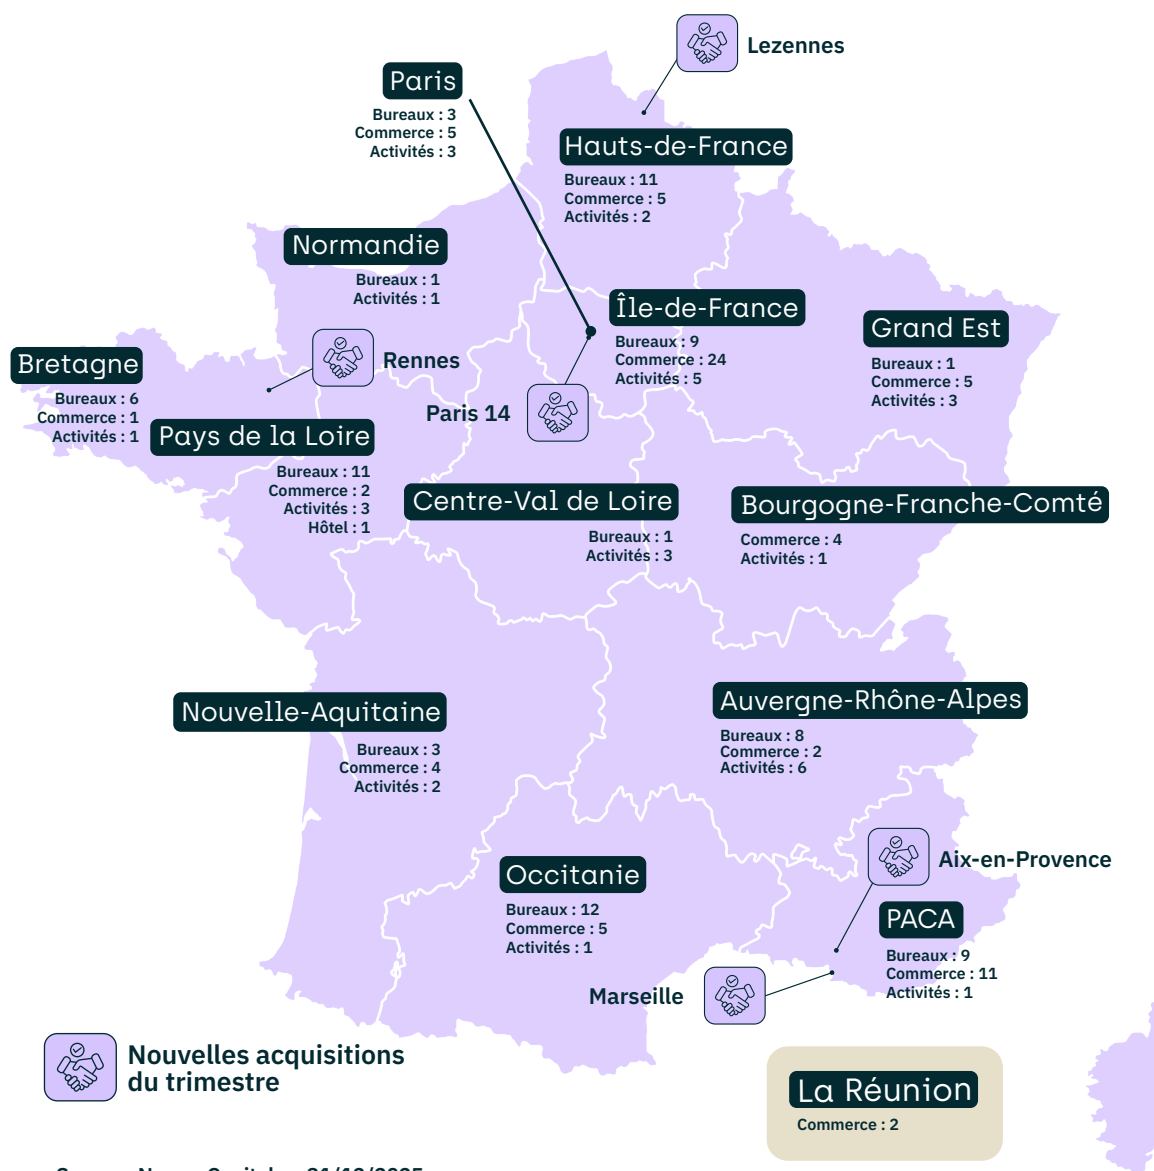 Lezennes
Paris
Bureaux : 3
Commerce : 5
Activités : 3
Hauts-de-France
Bureaux : 11
Commerce : 5
Activités : 2
Normandie
Bureaux : 1
Activités : 1
Île-de-France
Bureaux : 9
Commerce : 24
Activités : 5
Grand Est
Bureaux : 1
Commerce : 5
Activités : 3
Bretagne
Bureaux : 6
Commerce : 1
Activités : 1
Rennes
Paris 14
Pays de la Loire
Bureaux : 11
Commerce : 2
Activités : 3
Hôtel : 1
Centre-Val de Loire
Bureaux : 1
Activités : 3
Bourgogne-Franche-Comté
Commerce : 4
Activités : 1
Nouvelle-Aquitaine
Bureaux : 3
Commerce : 4
Activités : 2
Auvergne-Rhône-Alpes
Bureaux : 8
Commerce : 2
Activités : 6
Aix-en-Provence
Occitanie
Bureaux : 12
Commerce : 5
Activités : 1
PACA
Bureaux : 9
Commerce : 11
Activités : 1
Marseille
Nouvelles acquisitions
du trimestre
La Réunion
Commerce : 2